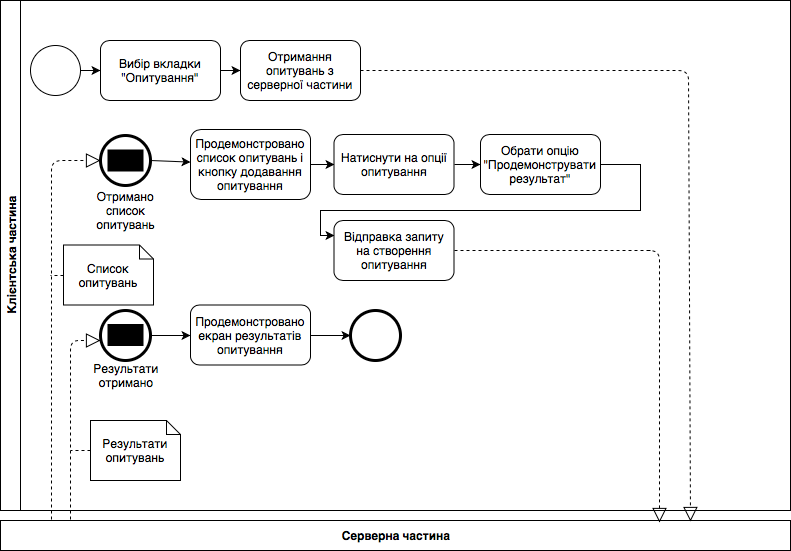 Клієнтська частина
Вибір вкладки
"Опитування"
Отримання
опитувань з
серверної частини
Отримано
список
опитувань
Продемонстровано
список опитувань і
кнопку додавання
опитування
Натиснути на опції
опитування
Обрати опцію
"Продемонструвати
результат"
Відправка запиту
на створення
опитування
Список
опитувань
Результати
отримано
Продемонстровано
екран результатів
опитування
Результати
опитувань
Серверна частина